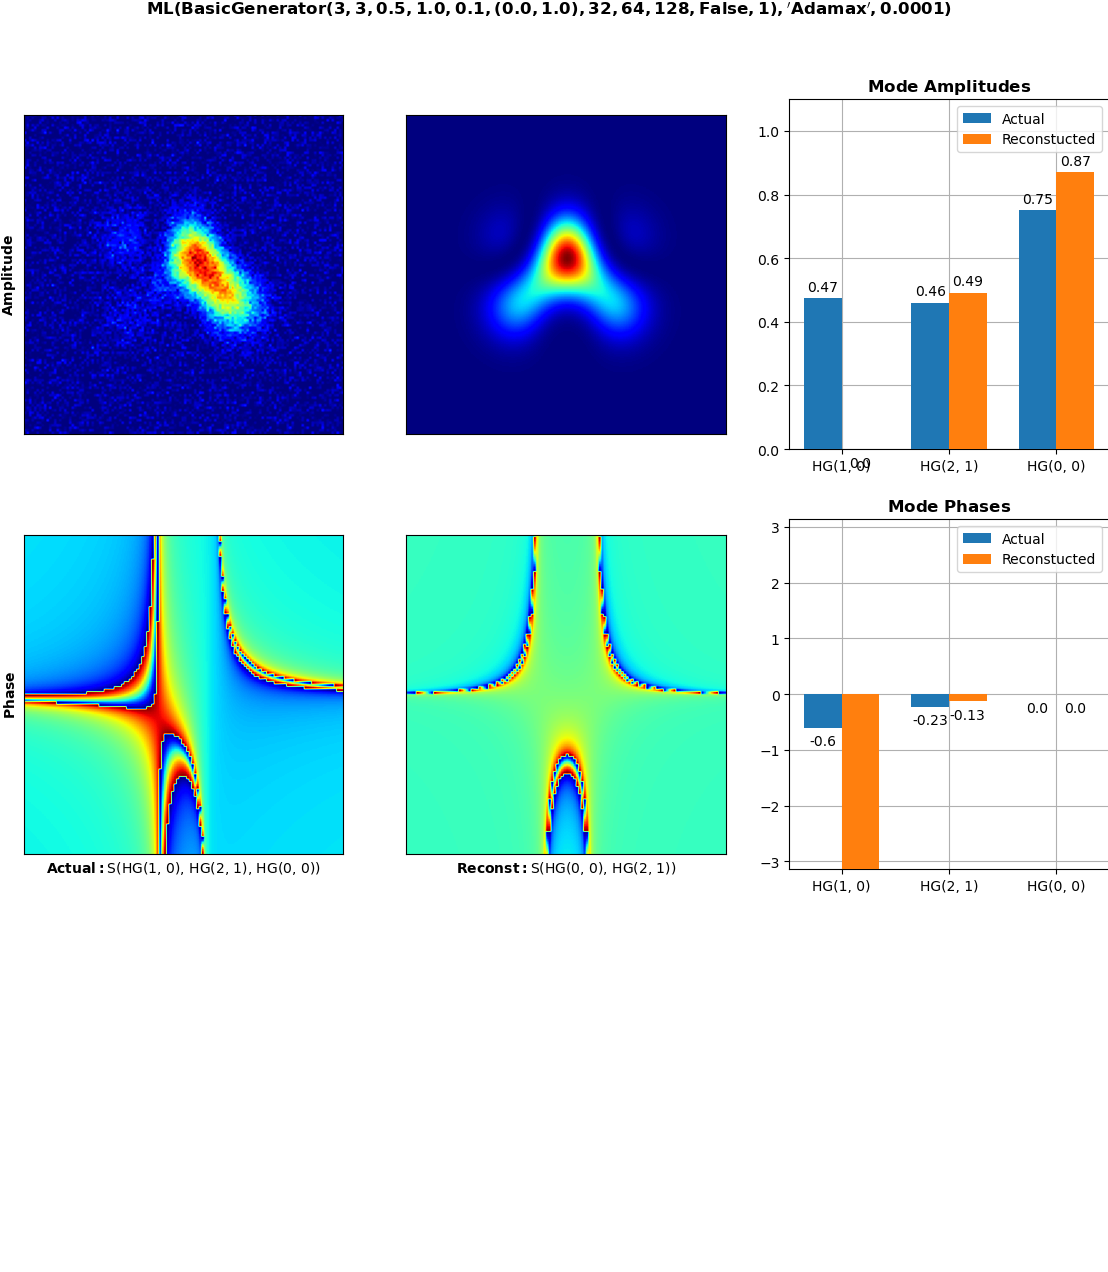 ML(BasicGenerator(3, 3, 0.5, 1.0, 0.1, (0.0, 1.0), 32, 64, 128, False, 1), ′Adamax′, 0.0001)
Amplitude
Mode Amplitudes
Actual
Reconstucted
1.0
0.8
0.6
0.4
0.2
0.0
0.47
0.0
0.46
0.49
0.75
0.87
HG(1, 0)
HG(2, 1)
HG(0, 0)
Phase
Actual: S(HG(1, 0), HG(2, 1), HG(0, 0))
Reconst: S(HG(0, 0), HG(2, 1))
Mode Phases
Actual
Reconstucted
3
2
1
0
−1
−2
−3
-0.6
-0.23
-0.13
0.0
0.0
HG(1, 0)
HG(2, 1)
HG(0, 0)